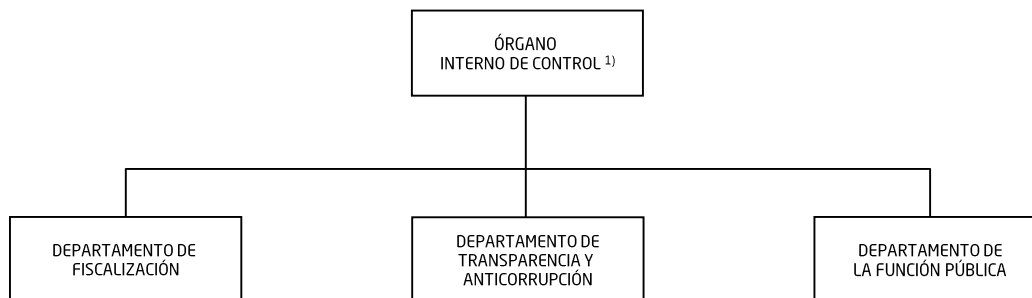 ÓRGANO
INTERNO DE CONTROL 1)
DEPARTAMENTO DE
FISCALIZACIÓN
DEPARTAMENTO DE
TRANSPARENCIA Y
ANTICORRUPCIÓN
DEPARTAMENTO DE
LA FUNCIÓN PÚBLICA